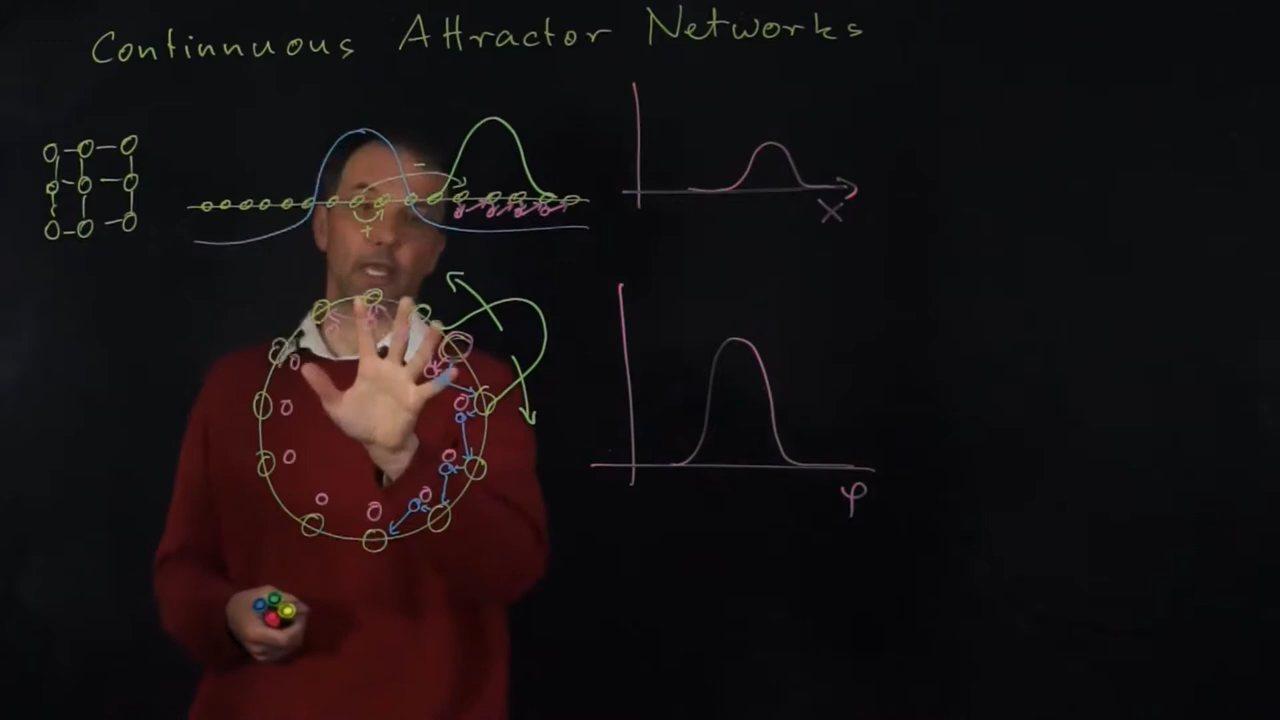 Continnuous Attractor Networks
-
+
X
φ